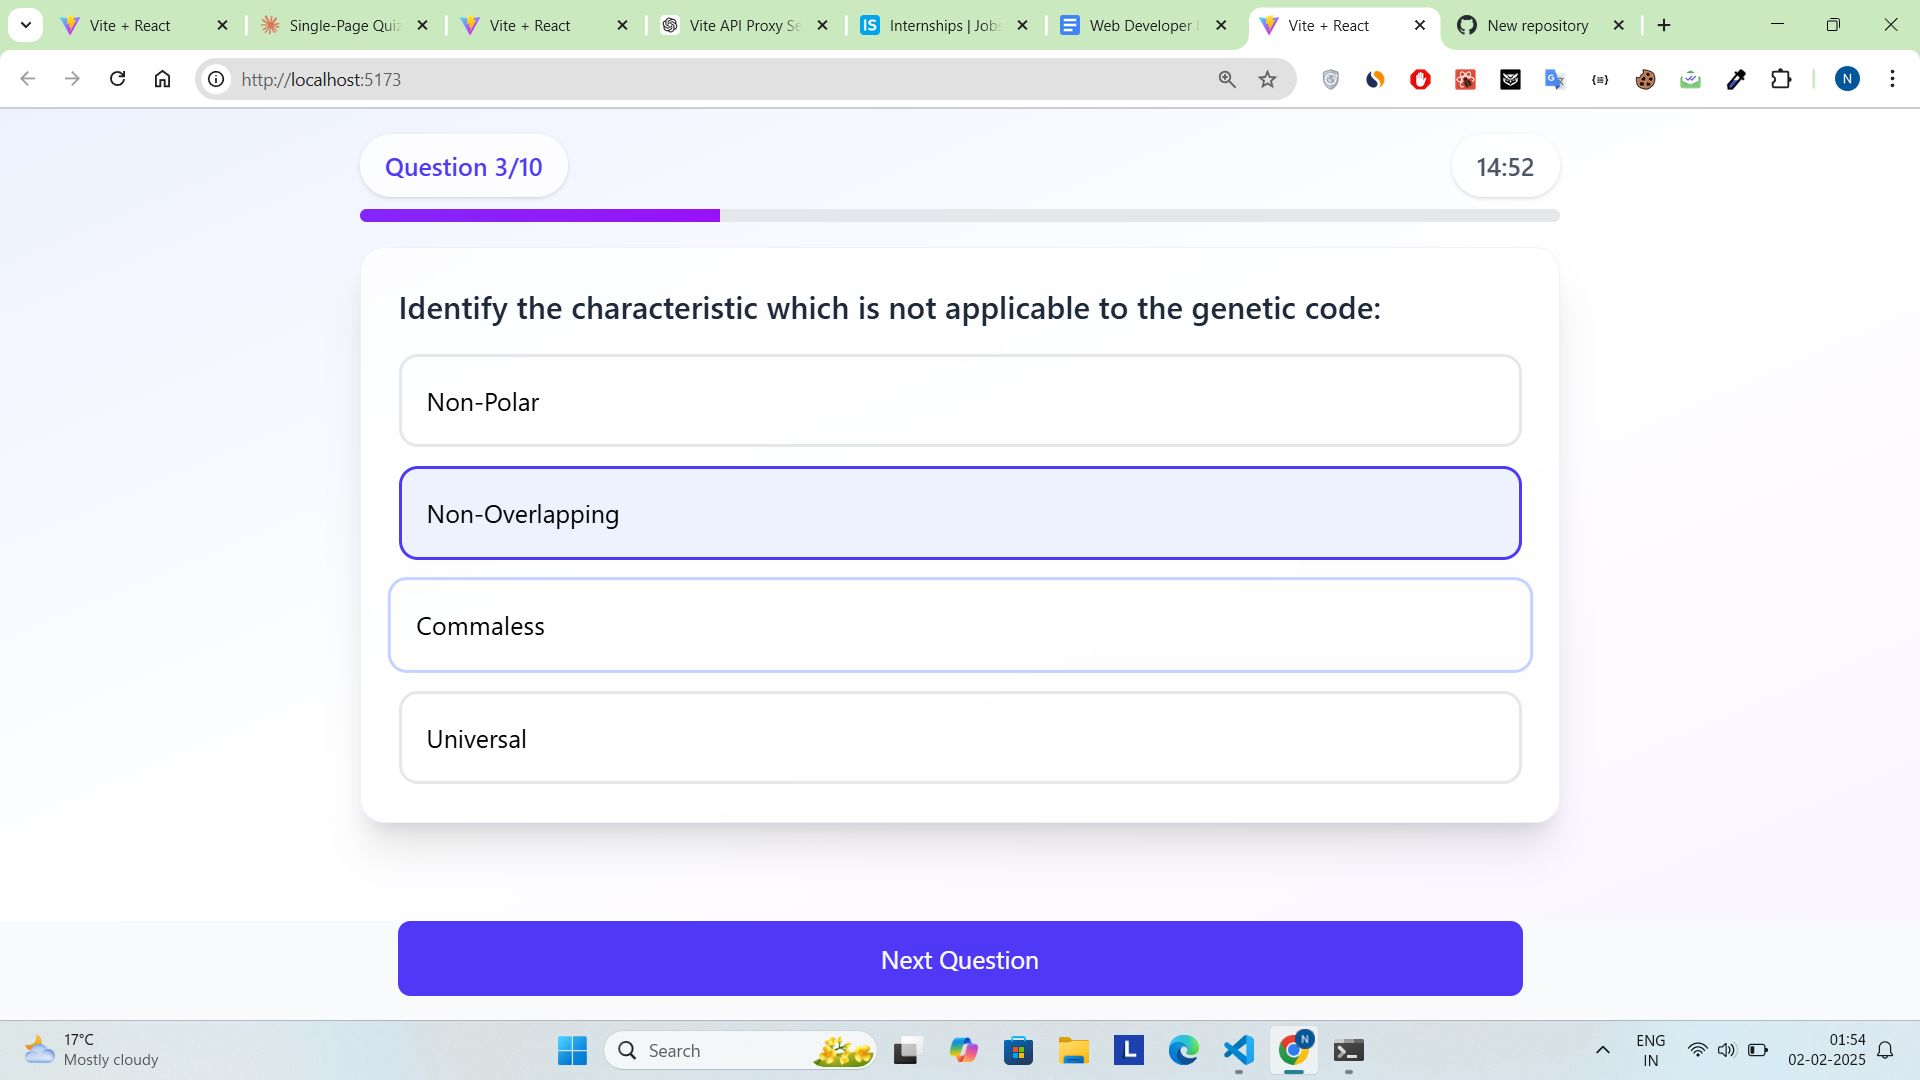 Vite + React
Single-Page Quiz
Vite + React
Vite API Proxy Se
Internships | Jobs
Web Developer
Vite + React
New repository
http://localhost:5173
N
Question 3/10
14:52
Identify the characteristic which is not applicable to the genetic code:
Non-Polar
Non-Overlapping
Commaless
Universal
Next Question
17°C
Mostly cloudy
Search
L
N
ENG
IN
01:54
02-02-2025